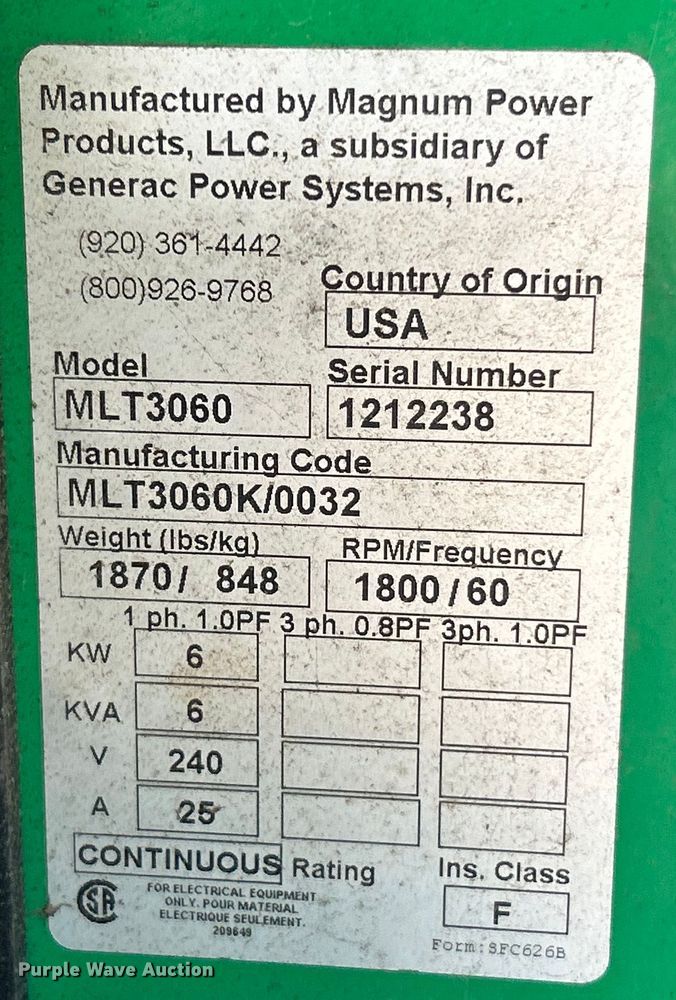 Manufactured by Magnum Power
Products, LLC., a subsidiary of
Generac Power Systems, Inc.
(920) 361-4442
(800)926-9768
Country of Origin
USA
Model
MLT3060
Serial Number
1212238
Manufacturing Code
MLT3060K/0032
Weight (lbs/kg)
1870/ 848
RPM/Frequency
1800/60
1 ph. 1.0PF 3 ph. 0.8PF 3ph. 1.0PF
KW 6
KVA 6
V 240
A 25
CONTINUOUS Rating
Ins. Class
F
SA
FOR ELECTRICAL EQUIPMENT
ONLY. POUR MATERIAL
ELECTRIQUE SEULEMENT.
209649
Form:SFC626B
Purple Wave Auction